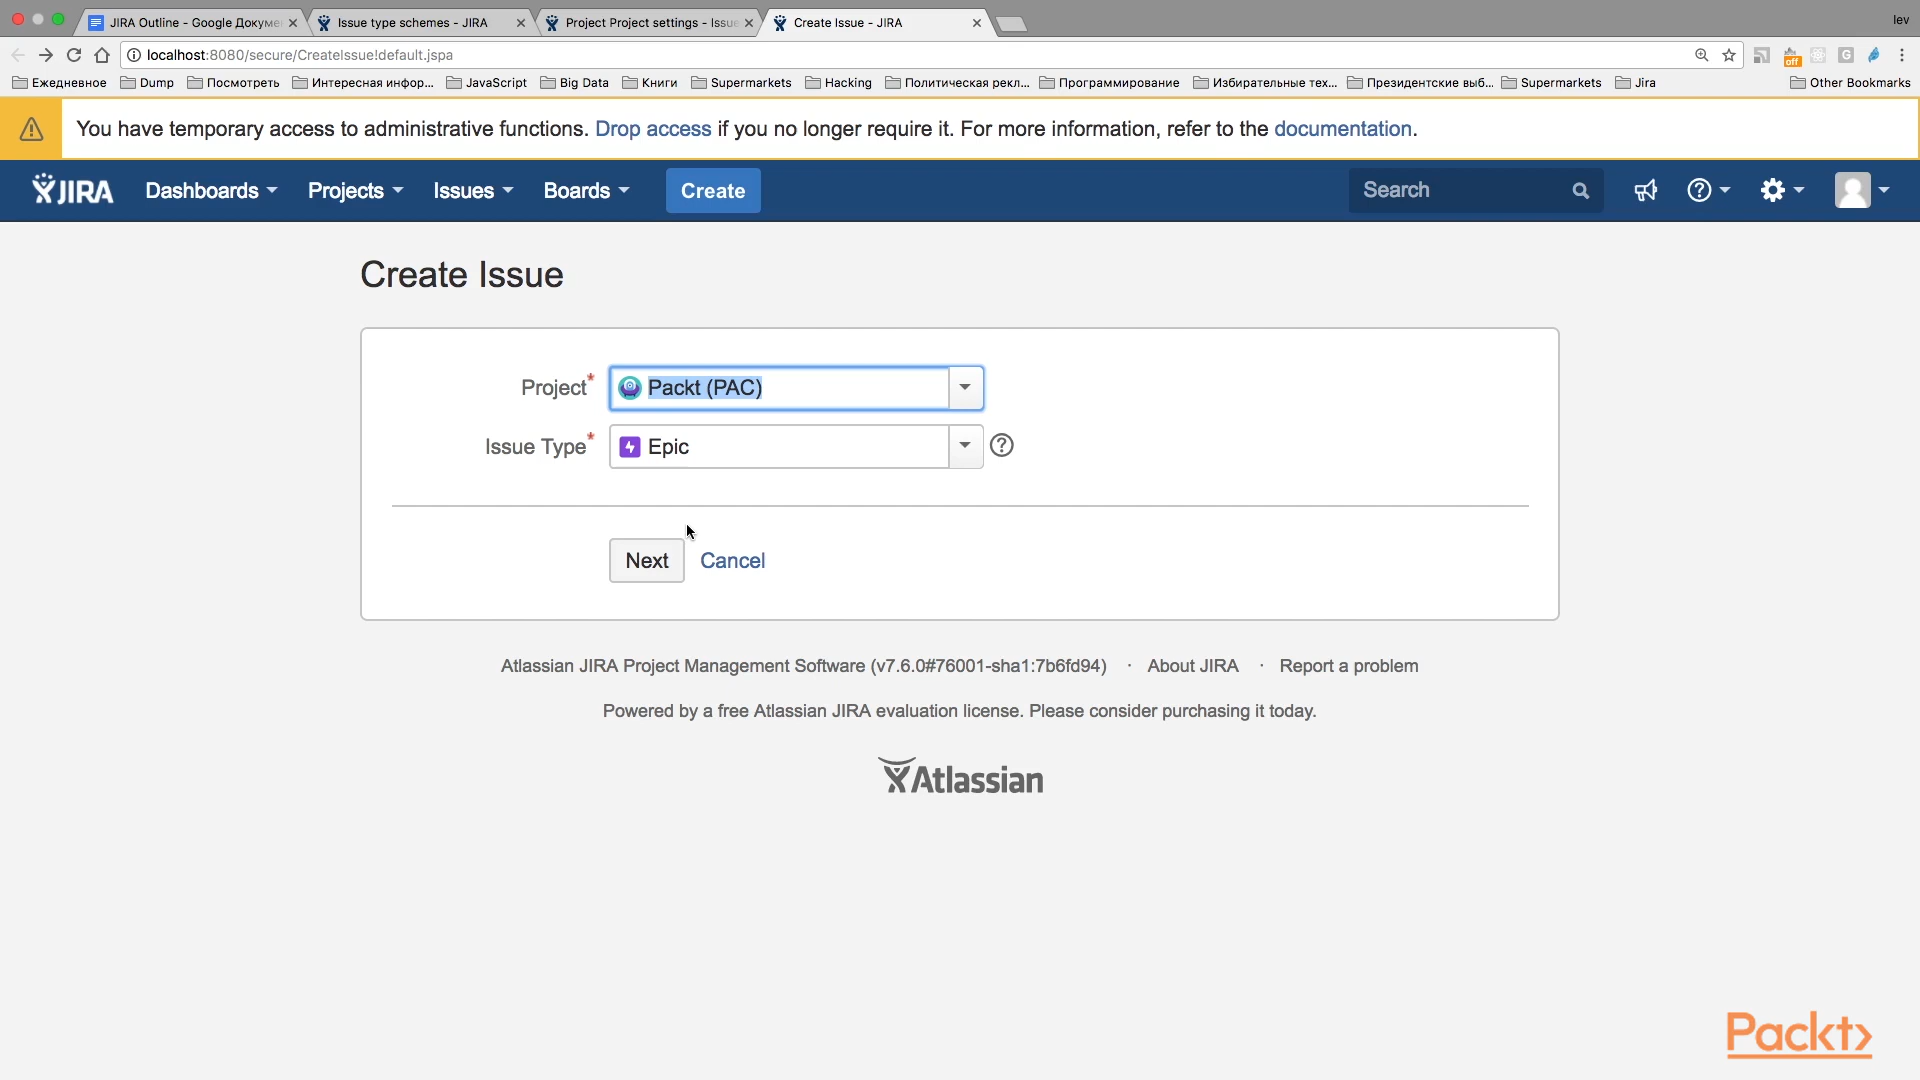 JIRA Outline - Google Докуме
Issue type schemes - JIRA
Project Project settings - Issue
Create Issue - JIRA
lev
localhost:8080/secure/CreateIssue!default.jspa
off
G
Ежедневное
Dump
Посмотреть
Интересная инфор...
JavaScript
Big Data
Книги
Supermarkets
Hacking
Политическая рекл...
Программирование
Избирательные тех...
Президентские выб...
Supermarkets
Jira
Other Bookmarks
You have temporary access to administrative functions. Drop access if you no longer require it. For more information, refer to the documentation.
JIRA
Dashboards
Projects
Issues
Boards
Create
Search
Create Issue
Project* Packt (PAC)
Issue Type* Epic
Next Cancel
Atlassian JIRA Project Management Software (v7.6.0#76001-sha1:7b6fd94) · About JIRA · Report a problem
Powered by a free Atlassian JIRA evaluation license. Please consider purchasing it today.
Atlassian
Packt>